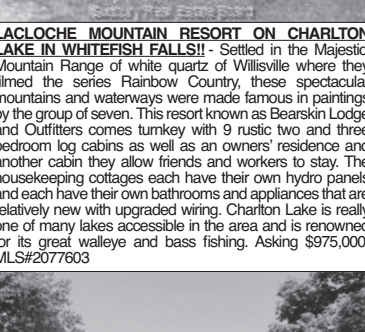 LACLOCHE MOUNTAIN RESORT ON CHARLTON
LAKE IN WHITEFISH FALLS!! - Settled in the Majestic
Mountain Range of white quartz of Willisville where they
filmed the series Rainbow Country, these spectacular
mountains and waterways were made famous in paintings
by the group of seven. This resort known as Bearskin Lodge
and Outfitters comes turnkey with 9 rustic two and three
bedroom log cabins as well as an owners' residence and
another cabin they allow friends and workers to stay. The
housekeeping cottages each have their own hydro panels
and each have their own bathrooms and appliances that are
relatively new with upgraded wiring. Charlton Lake is really
one of many lakes accessible in the area and is renowned
for its great walleye and bass fishing. Asking $975,000.
MLS#2077603